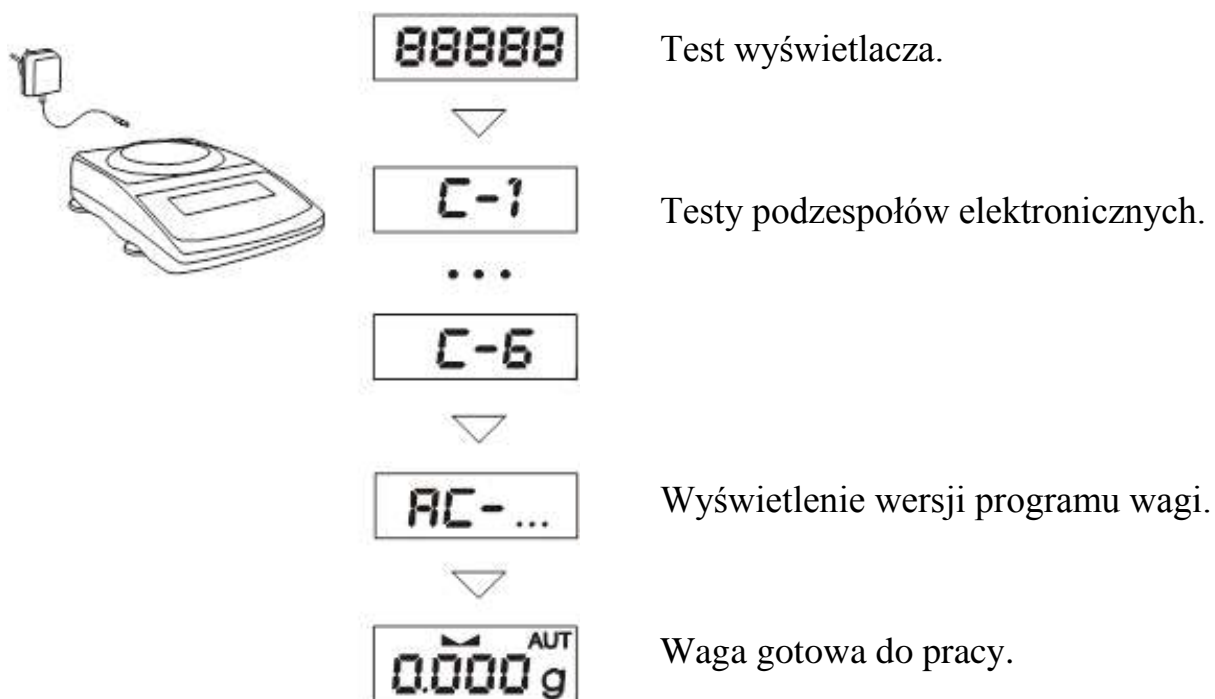 88888 Test wyświetlacza.
C-1 Testy podzespołów elektronicznych.
...
C-6
AC-... Wyświetlenie wersji programu wagi.
AUT
0.000 g Waga gotowa do pracy.